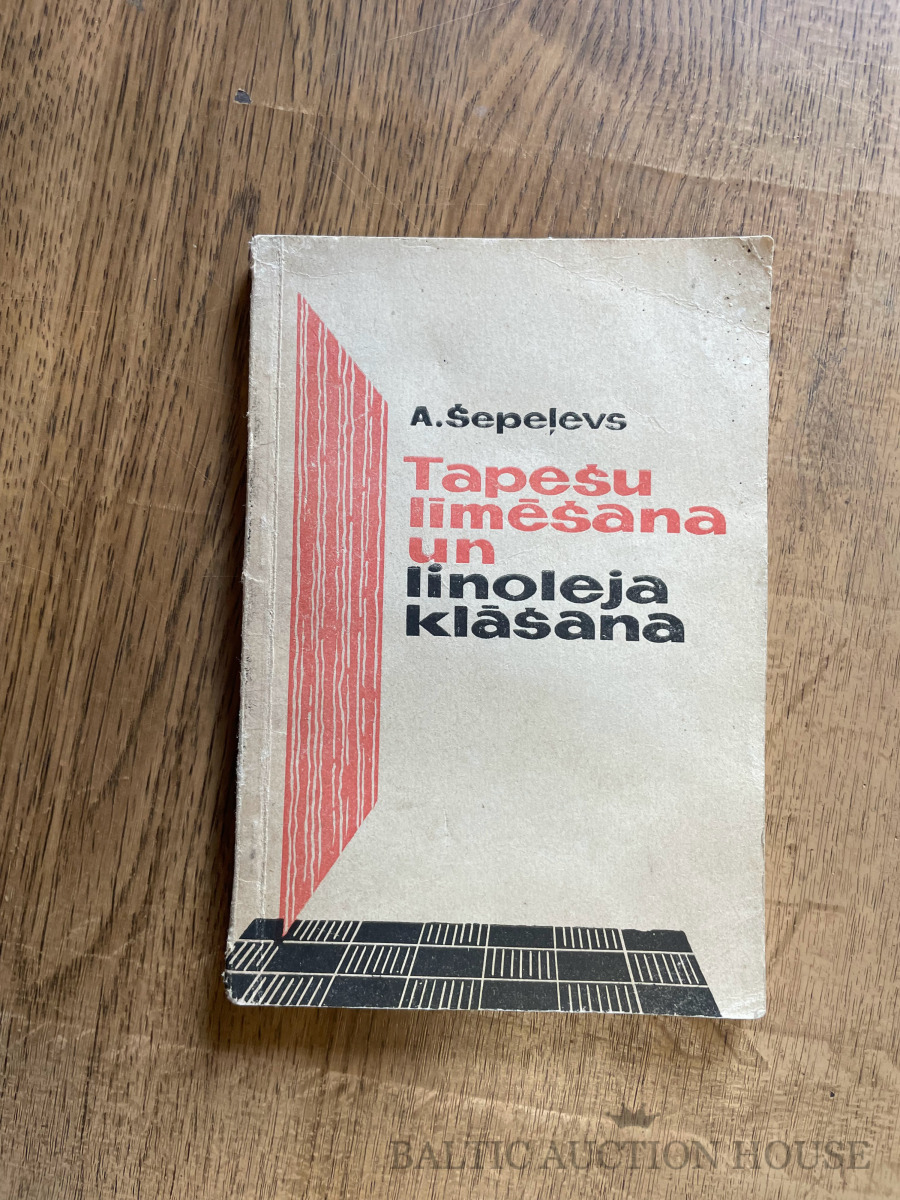 A. Šepeļevs
Tapešu
līmēšana
un
linoleja
klāšana
BALTIC AUCTION HOUSE